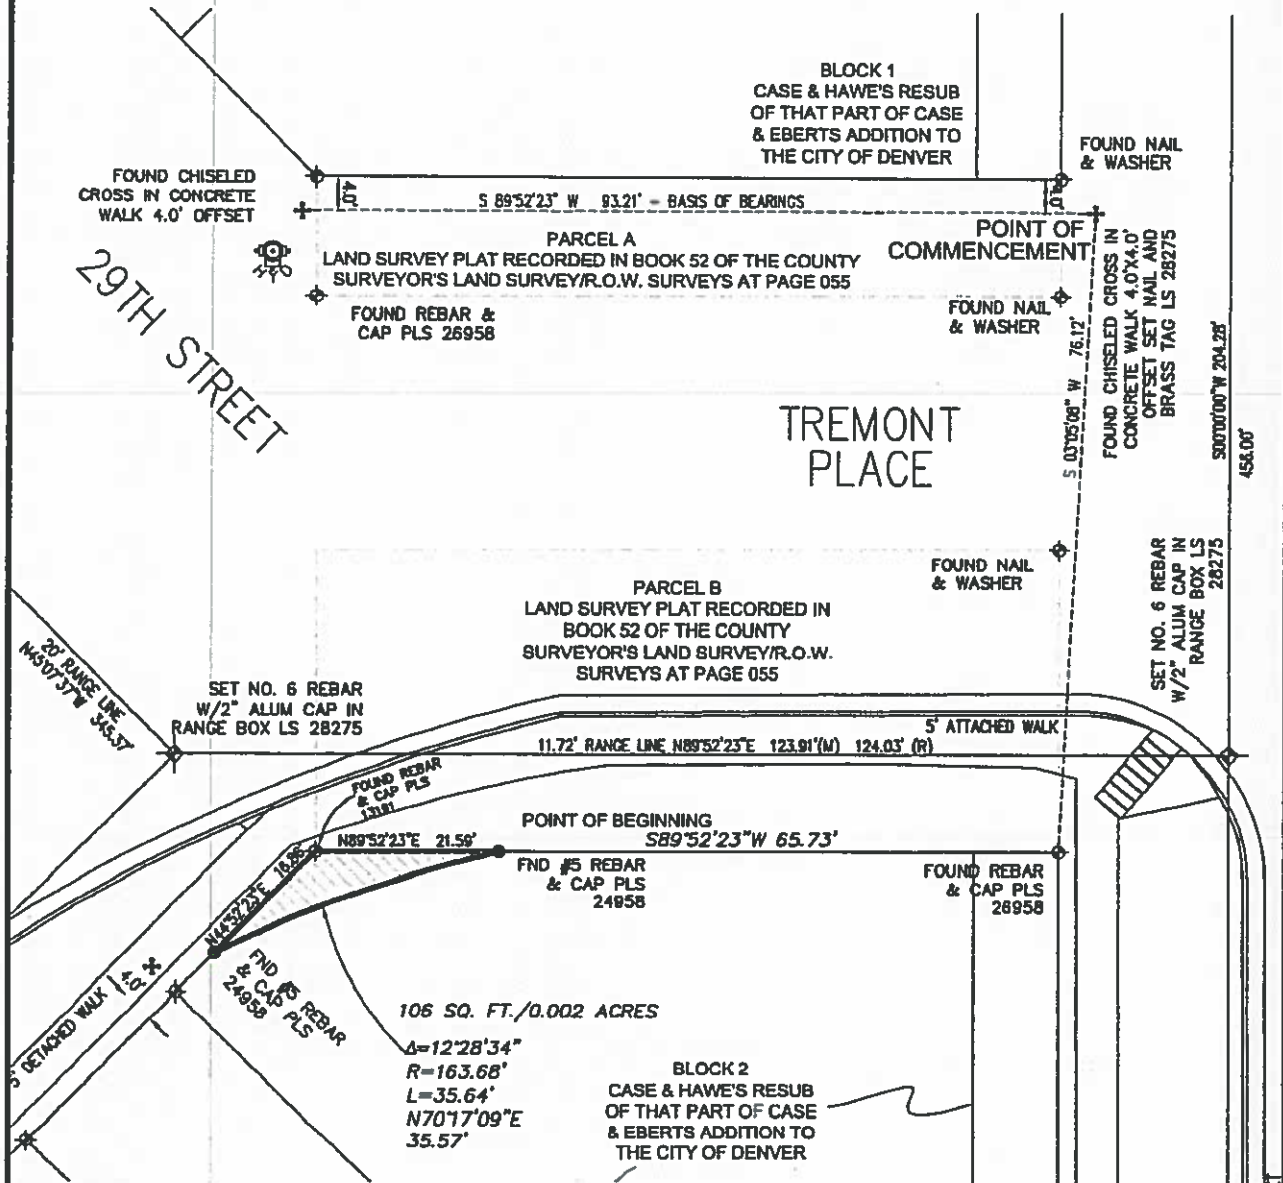 BLOCK 1
CASE & HAWE'S RESUB
OF THAT PART OF CASE
& EBERTS ADDITION TO
THE CITY OF DENVER
FOUND NAIL
& WASHER
FOUND CHISELED
CROSS IN CONCRETE
WALK 4.0' OFFSET
4.0'
S 89°52'23" W 93.21' - BASIS OF BEARINGS
4.0'
POINT OF
COMMENCEMENT
PARCEL A
LAND SURVEY PLAT RECORDED IN BOOK 52 OF THE COUNTY
SURVEYOR'S LAND SURVEY/R.O.W. SURVEYS AT PAGE 055
HYD
29TH STREET
FOUND REBAR &
CAP PLS 26958
FOUND NAIL
& WASHER
S 03°05'08" W 76.12'
FOUND CHISELED CROSS IN
CONCRETE WALK 4.0'X4.0'
OFFSET SET NAIL AND
BRASS TAG LS 28275
S00°00'00"W 204.28'
458.00'
TREMONT
PLACE
FOUND NAIL
& WASHER
SET NO. 6 REBAR
W/2" ALUM CAP IN
RANGE BOX LS
28275
PARCEL B
LAND SURVEY PLAT RECORDED IN
BOOK 52 OF THE COUNTY
SURVEYOR'S LAND SURVEY/R.O.W.
SURVEYS AT PAGE 055
20' RANGE LINE
N45°07'37"W 345.37'
SET NO. 6 REBAR
W/2" ALUM CAP IN
RANGE BOX LS 28275
5' ATTACHED WALK
11.72' RANGE LINE N89°52'23"E 123.91'(M) 124.03' (R)
FOUND REBAR
& CAP PLS
13181
POINT OF BEGINNING
N89°52'23"E 21.59'
S89°52'23"W 65.73'
FND #5 REBAR
& CAP PLS
24958
FOUND REBAR
& CAP PLS
26958
N44°52'23"E 16.86'
FND #5 REBAR
& CAP PLS
24958
4.0'
5' DETACHED WALK
106 SQ. FT./0.002 ACRES
Δ=12°28'34"
R=163.68'
L=35.64'
N70°17'09"E
35.57'
BLOCK 2
CASE & HAWE'S RESUB
OF THAT PART OF CASE
& EBERTS ADDITION TO
THE CITY OF DENVER